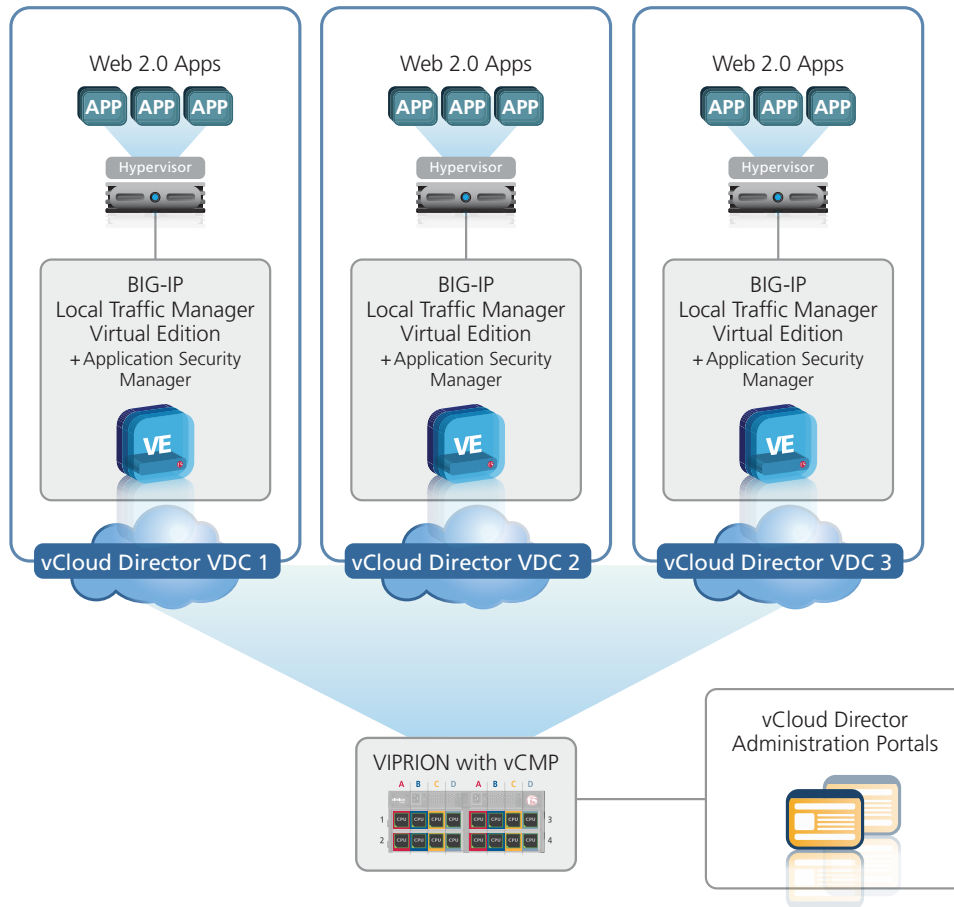 Web 2.0 Apps
APP APP APP
Hypervisor
BIG-IP
Local Traffic Manager
Virtual Edition
+Application Security
Manager
VE
vCloud Director VDC 1
Web 2.0 Apps
APP APP APP
Hypervisor
BIG-IP
Local Traffic Manager
Virtual Edition
+Application Security
Manager
VE
vCloud Director VDC 2
Web 2.0 Apps
APP APP APP
Hypervisor
BIG-IP
Local Traffic Manager
Virtual Edition
+Application Security
Manager
VE
vCloud Director VDC 3
VIPRION with vCMP
A B C D A B C D
1 CPU CPU CPU CPU CPU CPU CPU CPU 3
2 CPU CPU CPU CPU CPU CPU CPU CPU 4
vCloud Director
Administration Portals